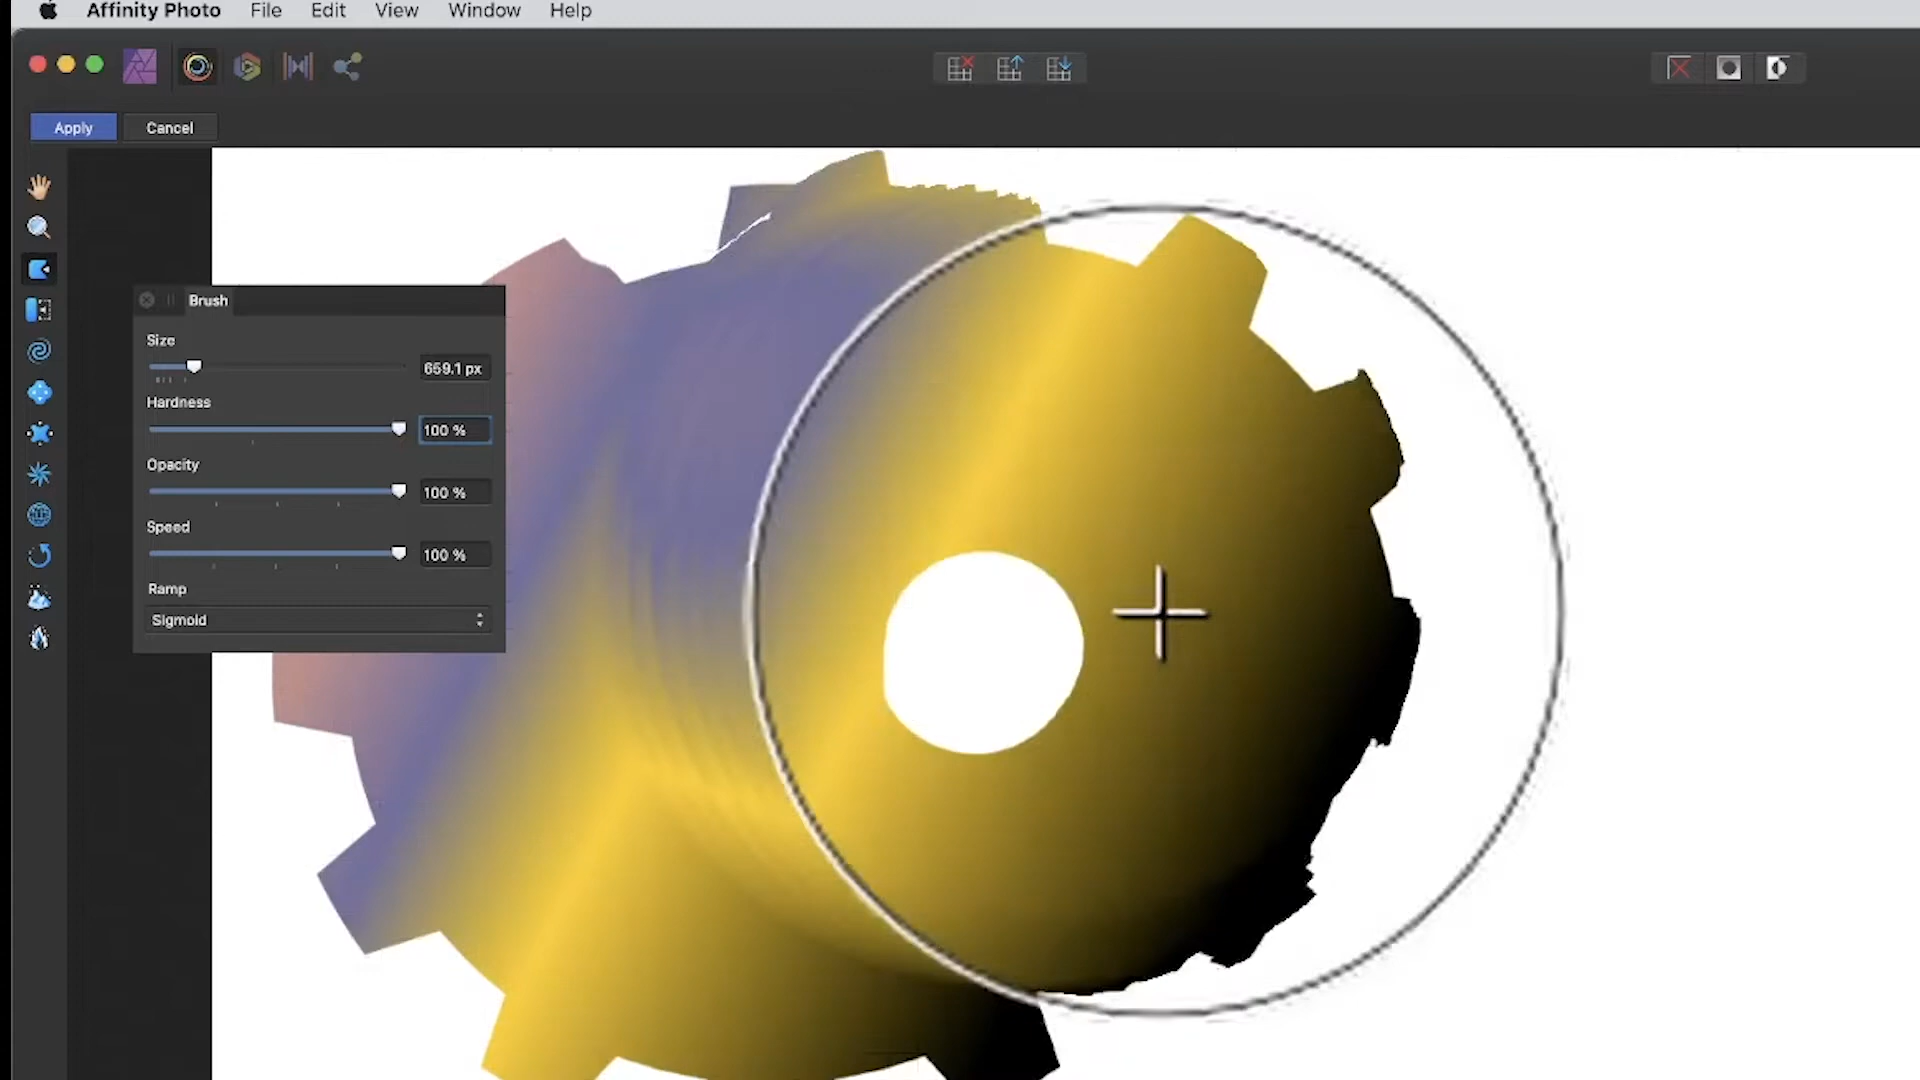 Affinity Photo File Edit View Window Help
Apply Cancel
Brush
Size
659.1 px
Hardness
100 %
Opacity
100 %
Speed
100 %
Ramp
Sigmoid